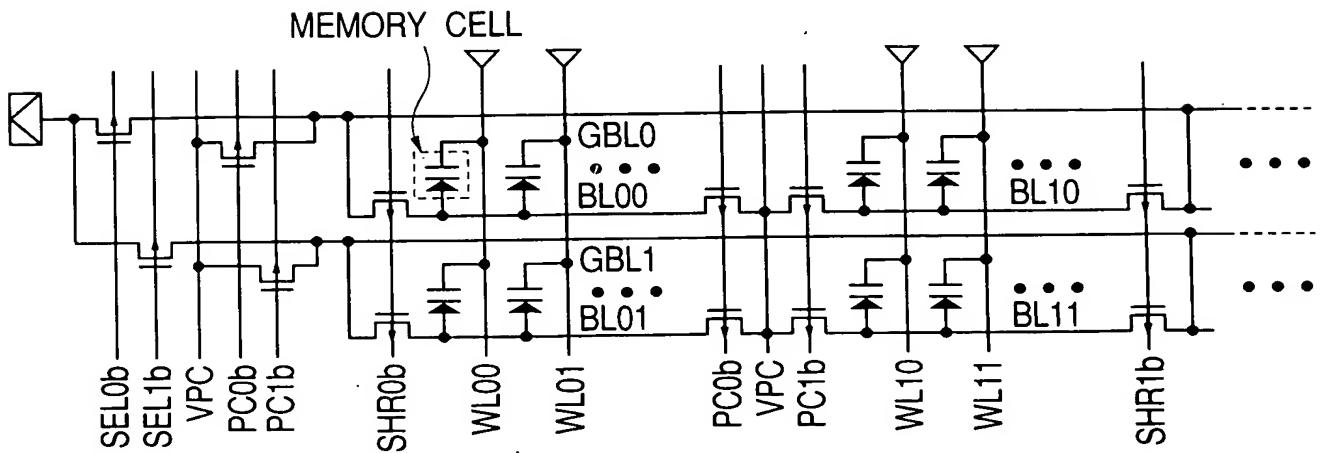 MEMORY CELL
GBL0
BL00
BL10
GBL1
BL01
BL11
SEL0b
SEL1b
VPC
PC0b
PC1b
SHR0b
WL00
WL01
PC0b
VPC
PC1b
WL10
WL11
SHR1b